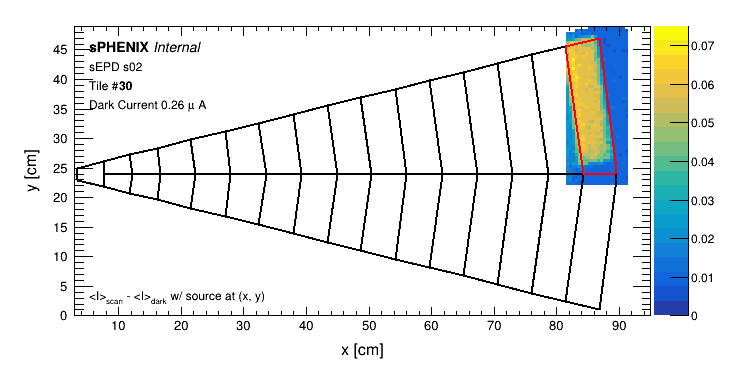 sPHENIX Internal
sEPD s02
Tile #30
Dark Current 0.26 μ A
<I>scan - <I>dark w/ source at (x, y)
y [cm]
45
40
35
30
25
20
15
10
5
0
10 20 30 40 50 60 70 80 90
x [cm]
0.07
0.06
0.05
0.04
0.03
0.02
0.01
0